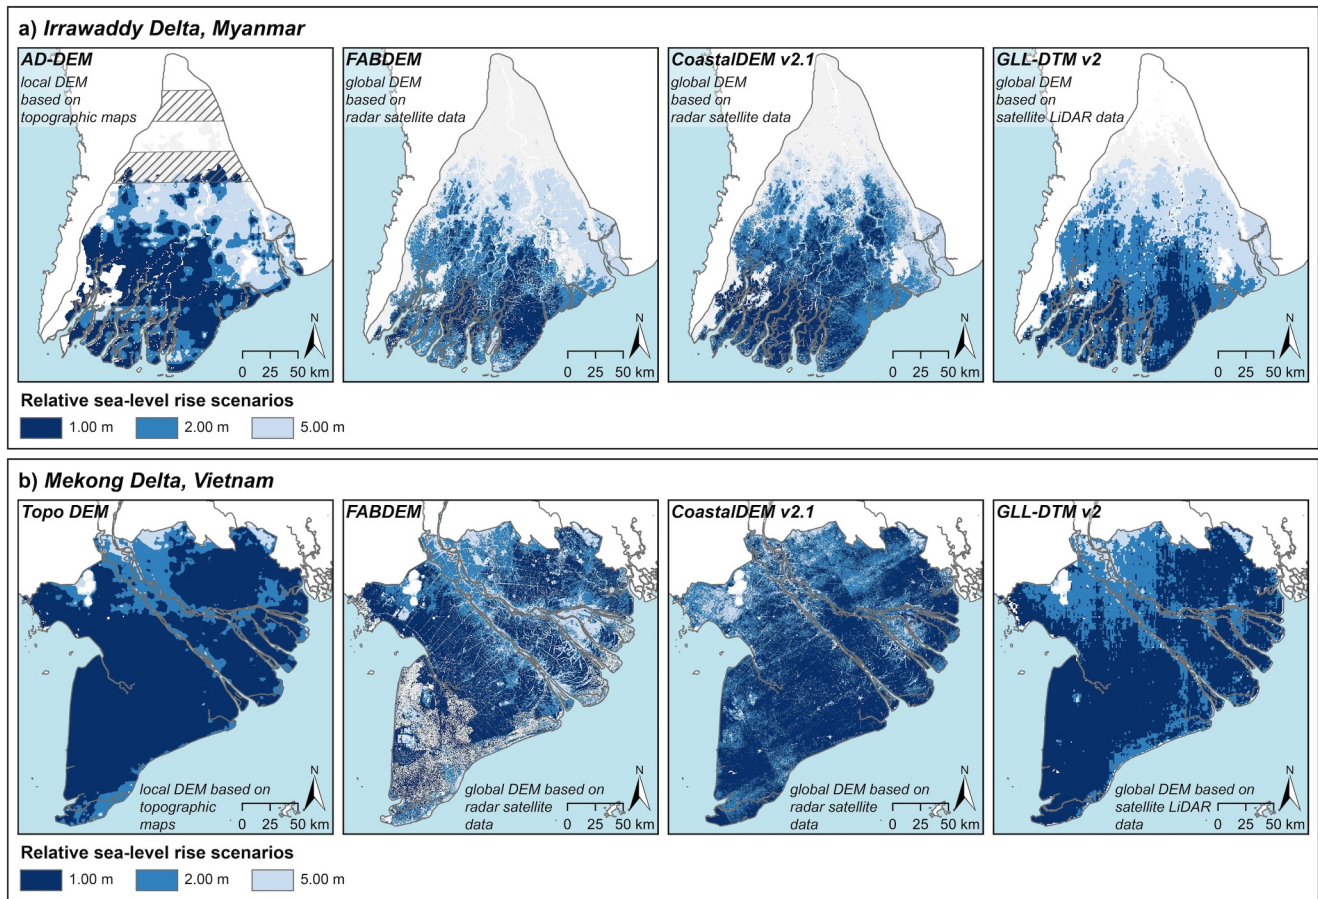 a) Irrawaddy Delta, Myanmar
AD-DEM
local DEM
based on
topographic maps
N
0 25 50 km
FABDEM
global DEM
based on
radar satellite data
N
0 25 50 km
CoastalDEM v2.1
global DEM
based on
radar satellite data
N
0 25 50 km
GLL-DTM v2
global DEM
based on
satellite LiDAR data
N
0 25 50 km
Relative sea-level rise scenarios
1.00 m 2.00 m 5.00 m
b) Mekong Delta, Vietnam
Topo DEM
N
local DEM based on
topographic
maps
0 25 50 km
FABDEM
N
global DEM based on
radar satellite
data
0 25 50 km
CoastalDEM v2.1
N
global DEM based on
radar satellite
data
0 25 50 km
GLL-DTM v2
N
global DEM based on
satellite LiDAR
data
0 25 50 km
Relative sea-level rise scenarios
1.00 m 2.00 m 5.00 m